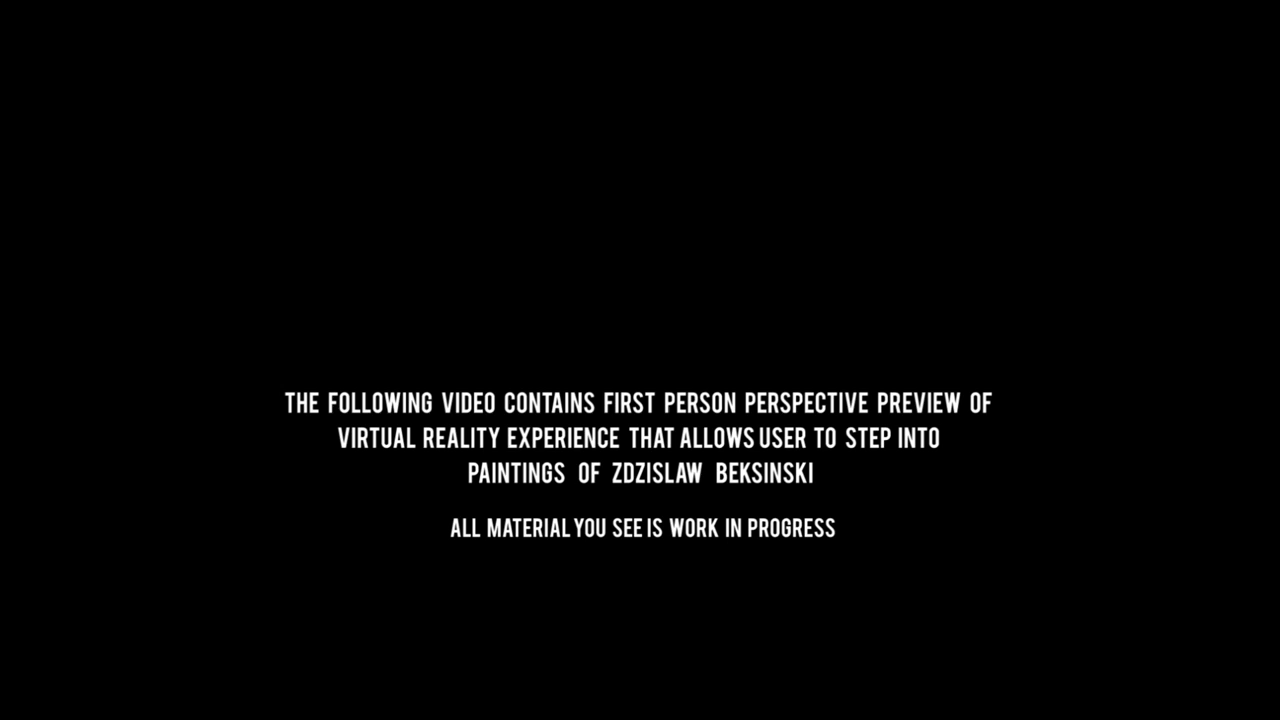 THE FOLLOWING VIDEO CONTAINS FIRST PERSON PERSPECTIVE PREVIEW OF
VIRTUAL REALITY EXPERIENCE THAT ALLOWS USER TO STEP INTO
PAINTINGS OF ZDZISLAW BEKSINSKI
ALL MATERIAL YOU SEE IS WORK IN PROGRESS